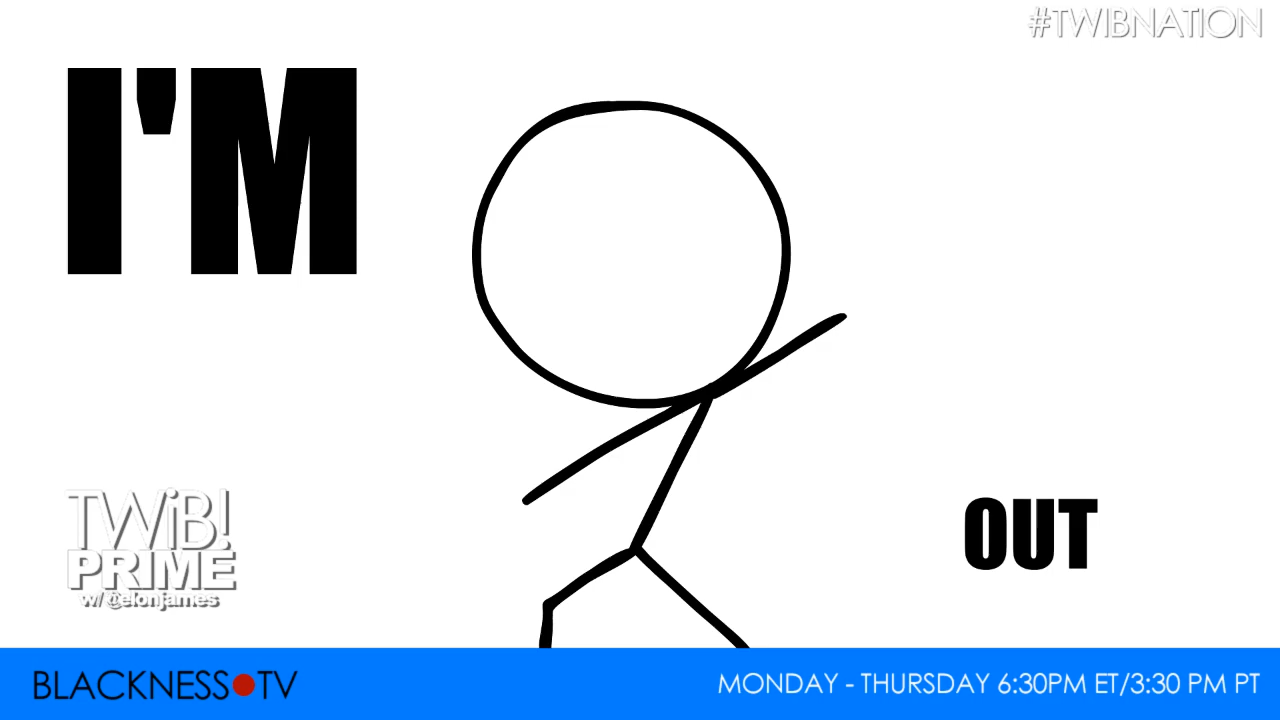 #TWIBNATION
I'M
OUT
TWiB!
PRIME
w/ @elonjames
BLACKNESS TV
MONDAY - THURSDAY 6:30PM ET/3:30 PM PT